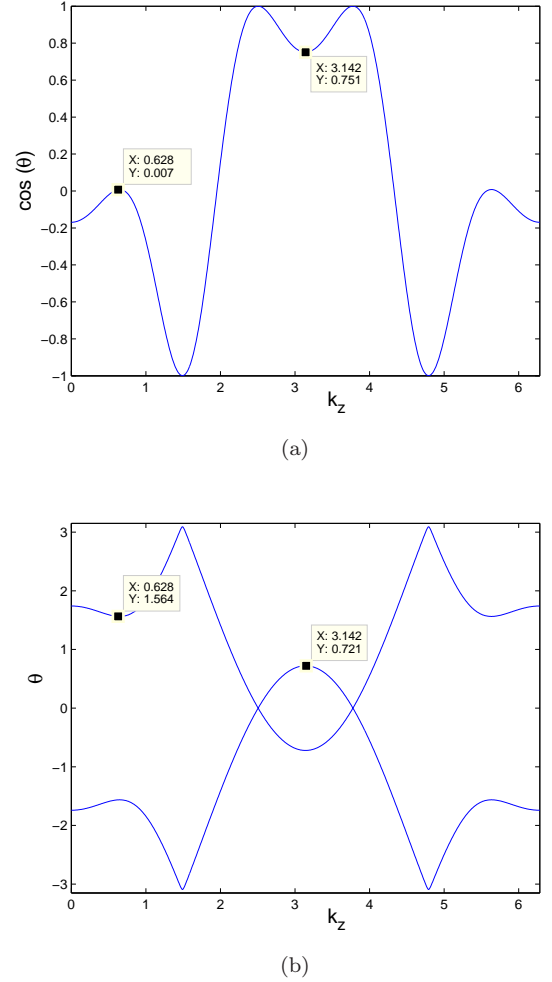 1
0.8
0.6
0.4
0.2
0
−0.2
−0.4
−0.6
−0.8
−1
cos (θ)
X: 3.142
Y: 0.751
X: 0.628
Y: 0.007
0 1 2 3 4 5 6
k_z
(a)
3
2
1
0
−1
−2
−3
θ
X: 0.628
Y: 1.564
X: 3.142
Y: 0.721
0 1 2 3 4 5 6
k_z
(b)